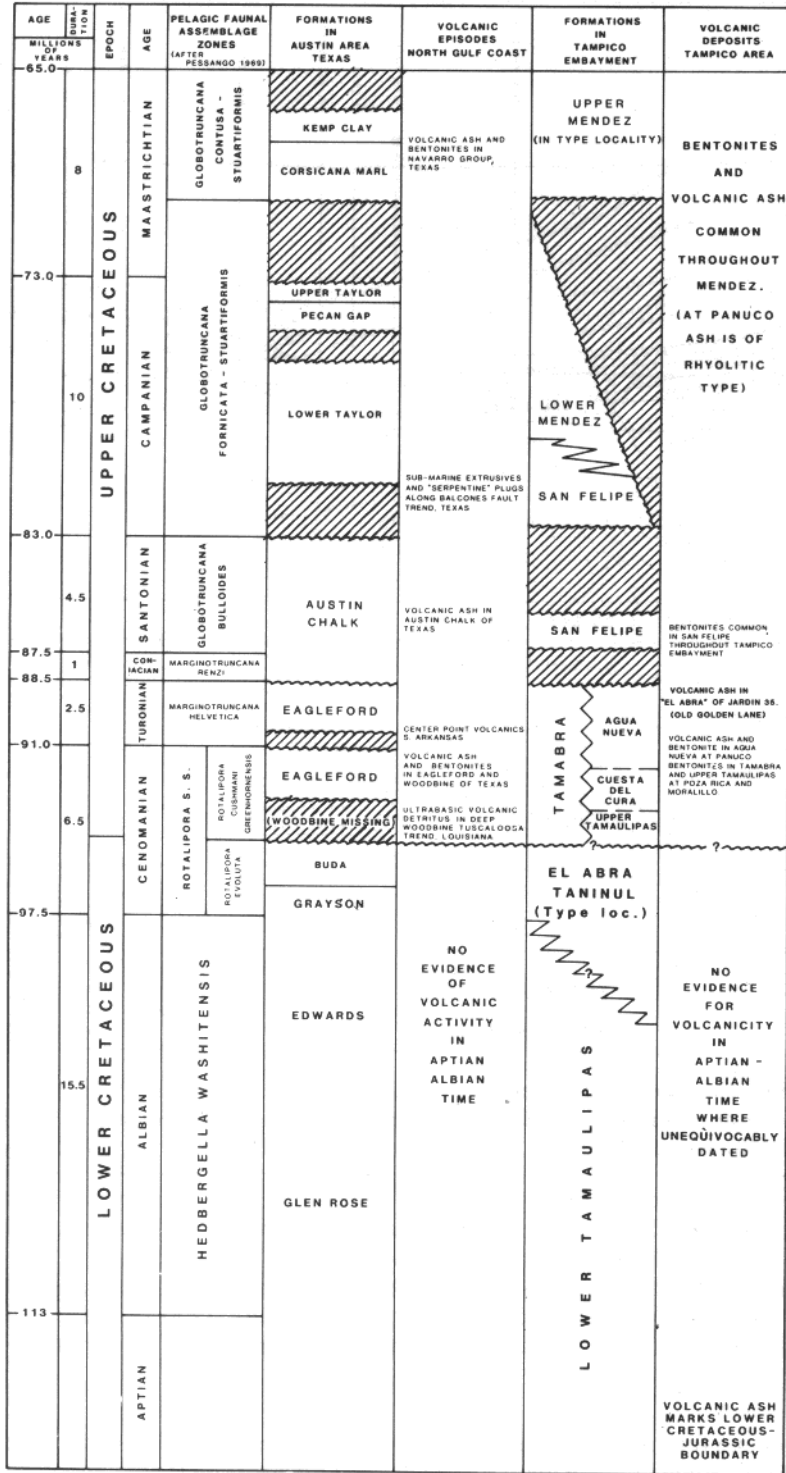 AGE
DURA-
TION
MILLIONS
OF
YEARS
EPOCH
AGE
PELAGIC FAUNAL
ASSEMBLAGE
ZONES
(AFTER
PESSANGO 1969)
FORMATIONS
IN
AUSTIN AREA
TEXAS
VOLCANIC
EPISODES
NORTH GULF COAST
FORMATIONS
IN
TAMPICO
EMBAYMENT
VOLCANIC
DEPOSITS
TAMPICO AREA
65.0
73.0
83.0
87.5
88.5
91.0
97.5
113
8
10
4.5
1
2.5
6.5
15.5
UPPER CRETACEOUS
LOWER CRETACEOUS
MAASTRICHTIAN
CAMPANIAN
SANTONIAN
CON-
IACIAN
TURONIAN
CENOMANIAN
ALBIAN
APTIAN
GLOBOTRUNCANA
CONTUSA -
STUARTIFORMIS
GLOBOTRUNCANA
FORNICATA - STUARTIFORMIS
GLOBOTRUNCANA
BULLOIDES
MARGINOTRUNCANA
RENZI
MARGINOTRUNCANA
HELVETICA
ROTALIPORA S. S.
ROTALIPORA
CUSHMANI
GREENHORNENSIS
ROTALIPORA
EVOLUTA
HEDBERGELLA WASHITENSIS
KEMP CLAY
CORSICANA MARL
UPPER TAYLOR
PECAN GAP
LOWER TAYLOR
AUSTIN
CHALK
EAGLEFORD
EAGLEFORD
(WOODBINE MISSING)
BUDA
GRAYSON
EDWARDS
GLEN ROSE
VOLCANIC ASH AND
BENTONITES IN
NAVARRO GROUP,
TEXAS
SUB-MARINE EXTRUSIVES
AND "SERPENTINE" PLUGS
ALONG BALCONES FAULT
TREND, TEXAS
VOLCANIC ASH IN
AUSTIN CHALK OF
TEXAS
CENTER POINT VOLCANICS
S. ARKANSAS
VOLCANIC ASH
AND BENTONITES
IN EAGLEFORD AND
WOODBINE OF TEXAS
ULTRABASIC VOLCANIC
DETRITUS IN DEEP
WOODBINE TUSCALOOSA
TREND, LOUISIANA
NO
EVIDENCE
OF
VOLCANIC
ACTIVITY
IN
APTIAN
ALBIAN
TIME
UPPER
MENDEZ
(IN TYPE LOCALITY)
LOWER
MENDEZ
SAN FELIPE
SAN FELIPE
TAMABRA
AGUA
NUEVA
CUESTA
DEL
CURA
UPPER
TAMAULIPAS
?
EL ABRA
TANINUL
(Type loc.)
?
LOWER TAMAULIPAS
BENTONITES
AND
VOLCANIC ASH
COMMON
THROUGHOUT
MENDEZ.
(AT PANUCO
ASH IS OF
RHYOLITIC
TYPE)
BENTONITES COMMON
IN SAN FELIPE
THROUGHOUT TAMPICO
EMBAYMENT
VOLCANIC ASH IN
"EL ABRA" OF JARDIN 35.
(OLD GOLDEN LANE)
VOLCANIC ASH AND
BENTONITE IN AGUA
NUEVA AT PANUCO
BENTONITES IN TAMABRA
AND UPPER TAMAULIPAS
AT POZA RICA AND
MORALILLO
?
NO
EVIDENCE
FOR
VOLCANICITY
IN
APTIAN-
ALBIAN
TIME
WHERE
UNEQUIVOCABLY
DATED
VOLCANIC ASH
MARKS LOWER
CRETACEOUS-
JURASSIC
BOUNDARY